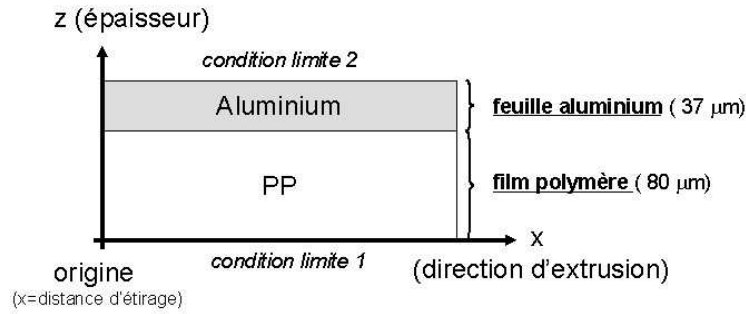 z (épaisseur)
condition limite 2
Aluminium
feuille aluminium ( 37 µm)
PP
film polymère ( 80 µm)
x
origine
condition limite 1
(direction d'extrusion)
(x=distance d'étirage)